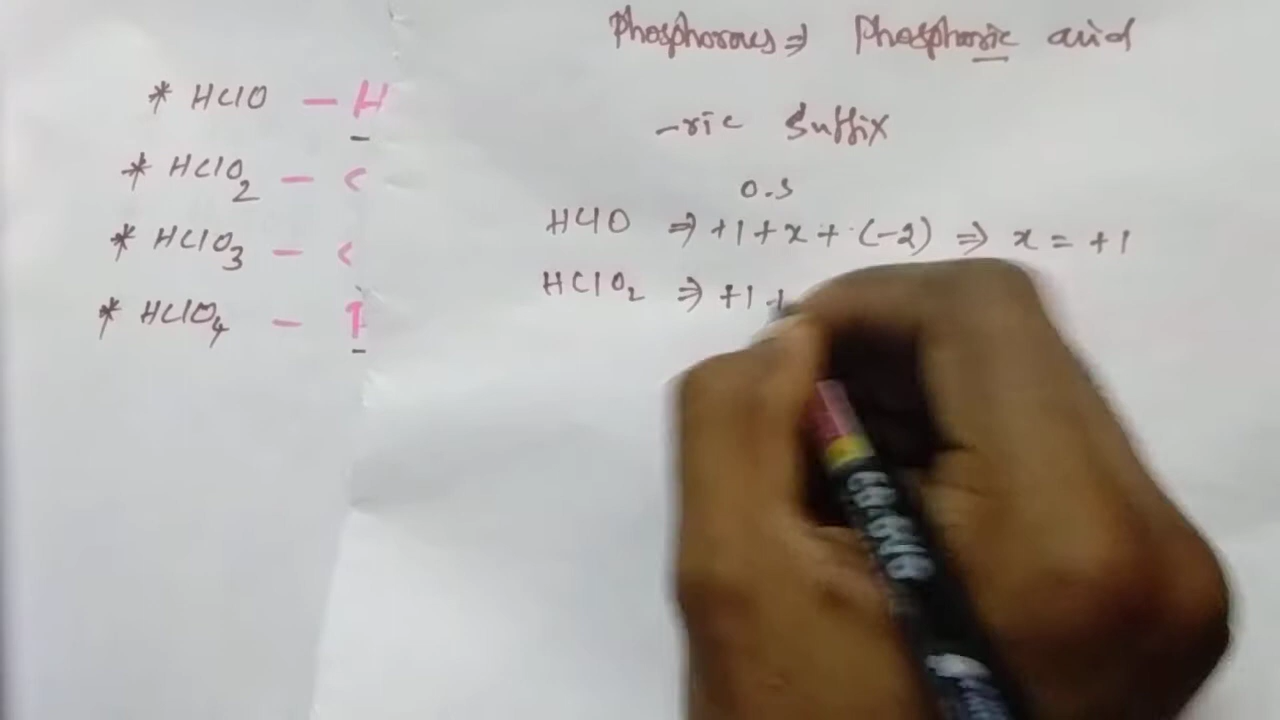 Phosphorous ⇒ Phosphoric acid
-ric Suffix
* HClO — H
* HClO2 — C
* HClO3 — C
* HClO4 — P
O.S
HClO ⇒ +1 + x + (-2) ⇒ x = +1
HClO2 ⇒ +1 +